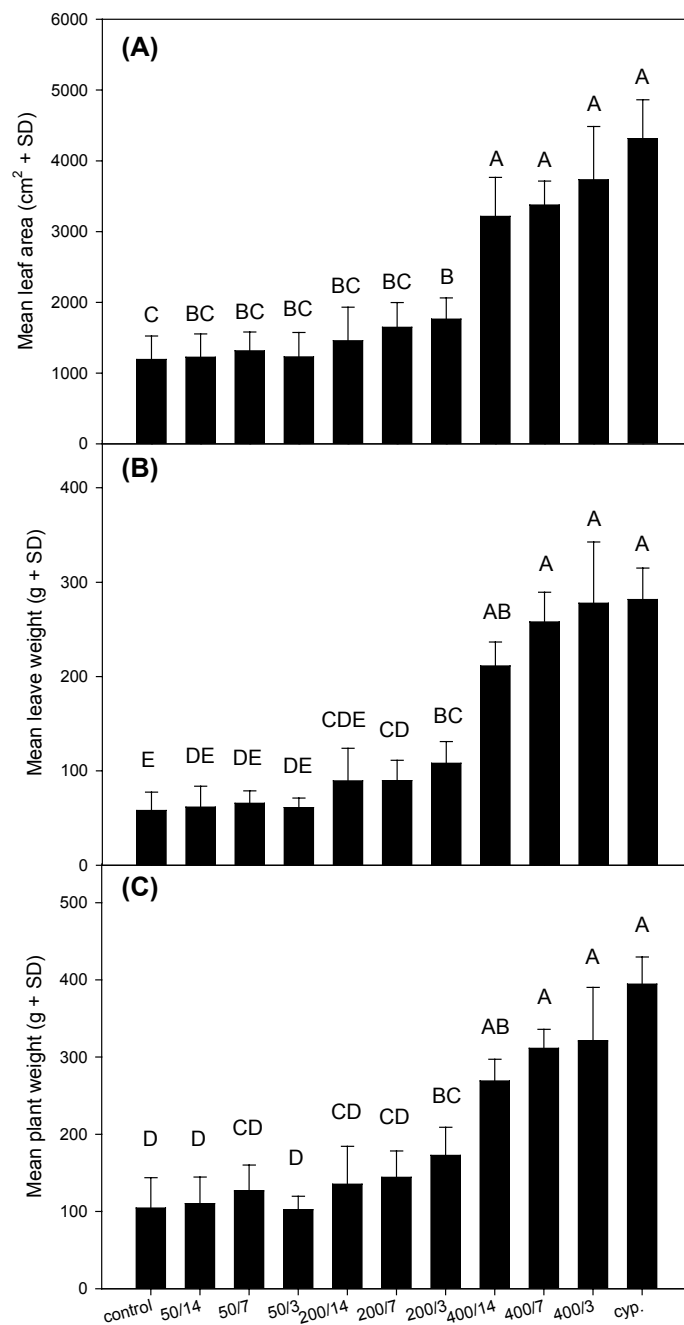 (A)
Mean leaf area (cm² + SD)
6000
5000
4000
3000
2000
1000
0
C BC BC BC BC BC B A A A A
(B)
Mean leave weight (g + SD)
400
300
200
100
0
E DE DE DE CDE CD BC AB A A A
(C)
Mean plant weight (g + SD)
500
400
300
200
100
0
D D CD D CD CD BC AB A A A
control 50/14 50/7 50/3 200/14 200/7 200/3 400/14 400/7 400/3 cyp.